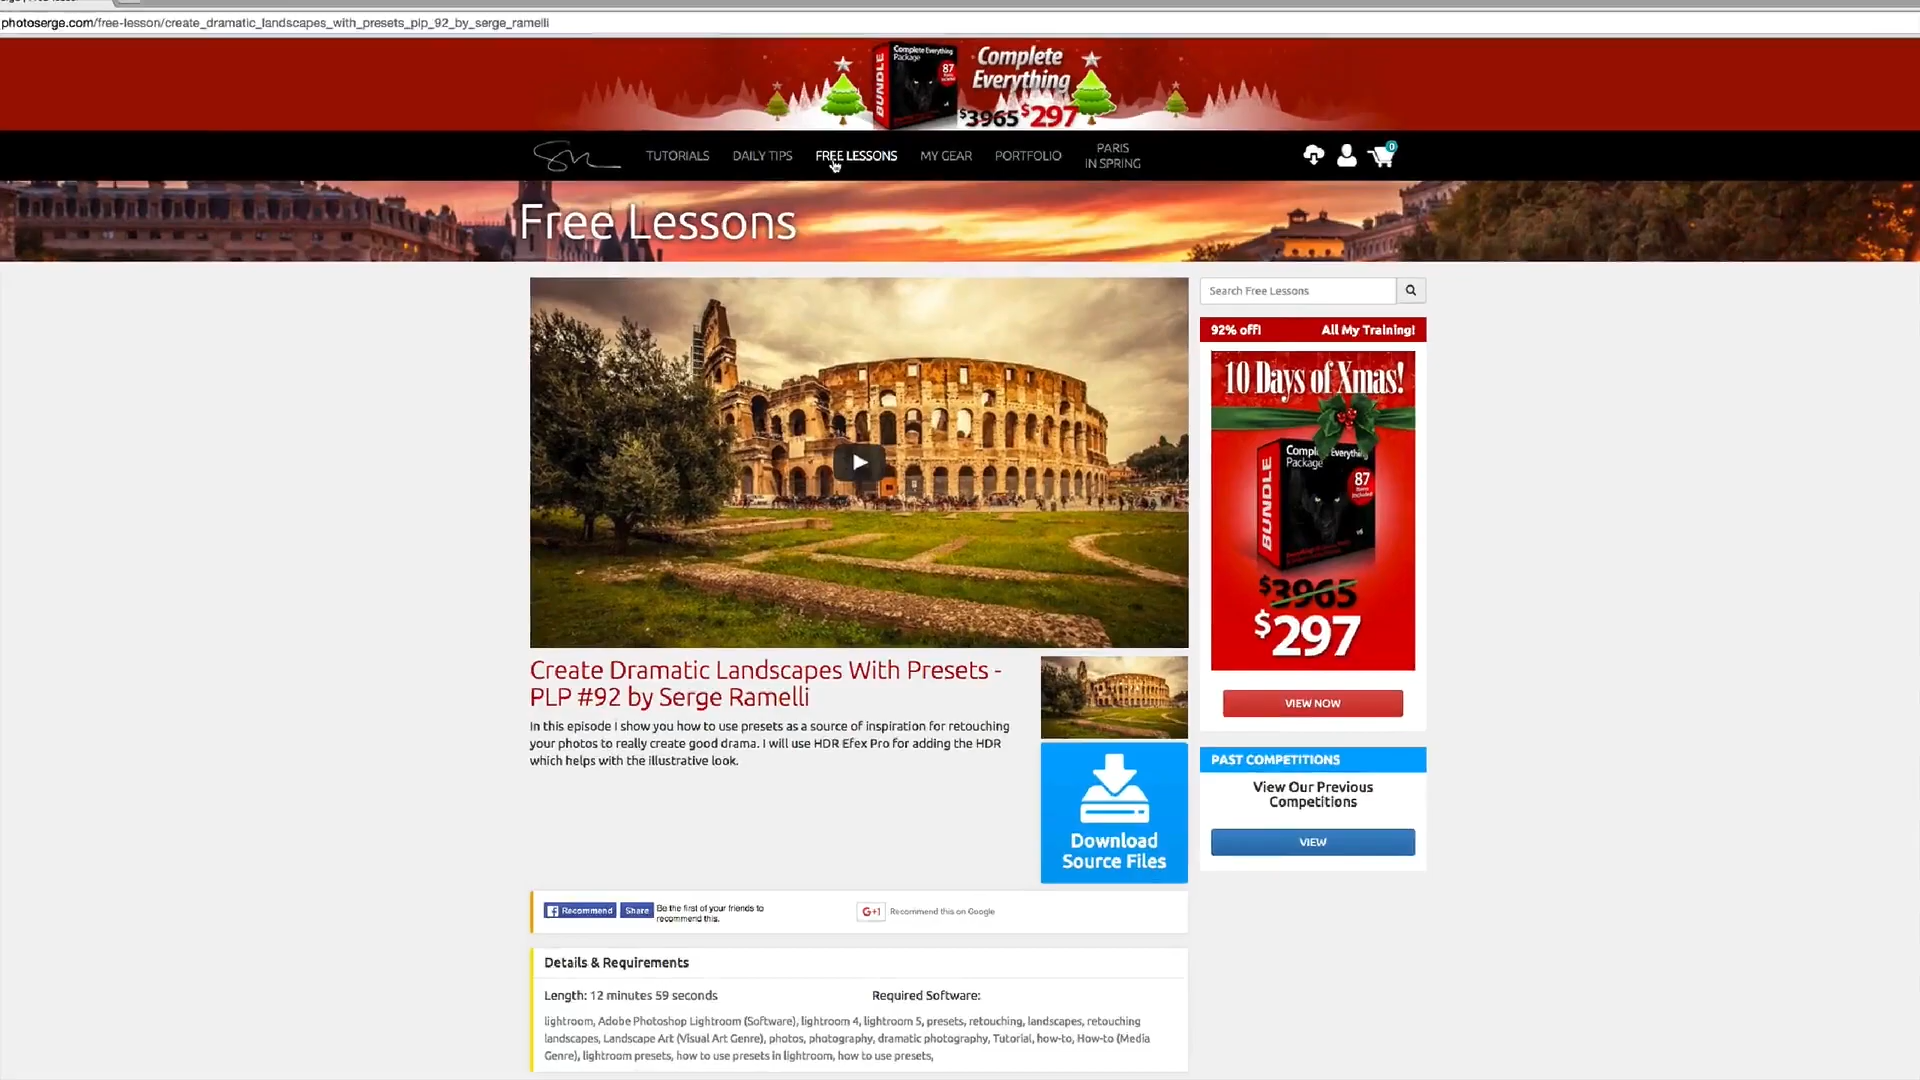 photoserge.com/free-lesson/create_dramatic_landscapes_with_presets_plp_92_by_serge_ramelli
Complete Everything
Package
87
BUNDLE
Complete
Everything
$3965 $297
TUTORIALS
DAILY TIPS
FREE LESSONS
MY GEAR
PORTFOLIO
PARIS
IN SPRING
0
Free Lessons
Search Free Lessons
92% off!
All My Training!
10 Days of Xmas!
Complete Everything
Package
87
BUNDLE
$3965
$297
VIEW NOW
Create Dramatic Landscapes With Presets -
PLP #92 by Serge Ramelli
In this episode I show you how to use presets as a source of inspiration for retouching
your photos to really create good drama. I will use HDR Efex Pro for adding the HDR
which helps with the illustrative look.
Download
Source Files
PAST COMPETITIONS
View Our Previous
Competitions
VIEW
Recommend
Share
Be the first of your friends to
recommend this.
G+1
Recommend this on Google
Details & Requirements
Length: 12 minutes 59 seconds
Required Software:
lightroom, Adobe Photoshop Lightroom (Software), lightroom 4, lightroom 5, presets, retouching, landscapes, retouching
landscapes, Landscape Art (Visual Art Genre), photos, photography, dramatic photography, Tutorial, how-to, How-to (Media
Genre), lightroom presets, how to use presets in lightroom, how to use presets,